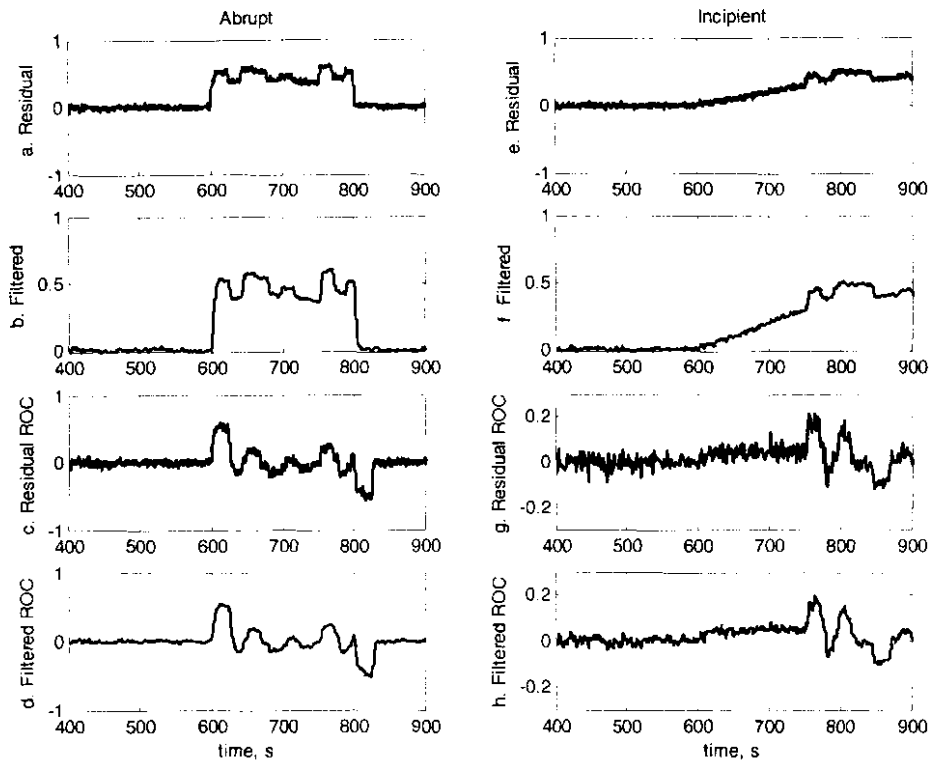 Abrupt
1
0
-1
a. Residual
400 500 600 700 800 900
1
0.5
0
b. Filtered
400 500 600 700 800 900
1
0
-1
c. Residual ROC
400 500 600 700 800 900
1
0
-1
d. Filtered ROC
400 500 600 700 800 900
time, s
Incipient
1
0
-1
e. Residual
400 500 600 700 800 900
1
0.5
0
f Filtered
400 500 600 700 800 900
0.2
0
-0.2
g. Residual ROC
400 500 600 700 800 900
0.2
0
-0.2
h. Filtered ROC
400 500 600 700 800 900
time, s